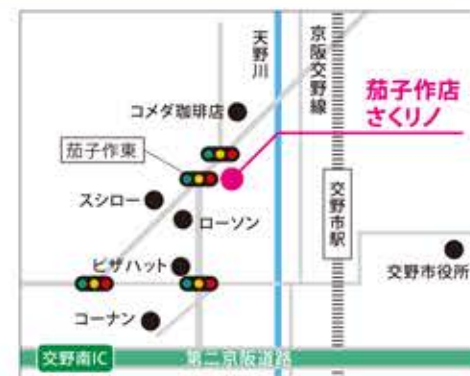 天野川
京阪交野線
コメダ珈琲店
茄子作店
さくリノ
茄子作東
スシロー
ローソン
交野市駅
ピザハット
交野市役所
コーナン
交野南IC
第二京阪道路